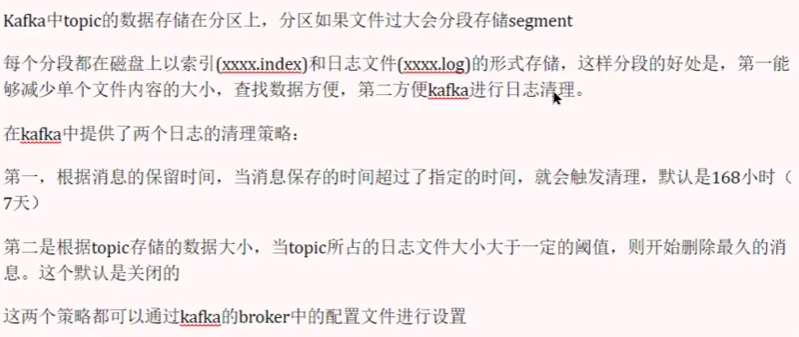 Kafka中topic的数据存储在分区上，分区如果文件过大会分段存储segment
每个分段都在磁盘上以索引(xxxx.index)和日志文件(xxxx.log)的形式存储，这样分段的好处是，第一能
够减少单个文件内容的大小，查找数据方便，第二方便kafka进行日志清理。
在kafka中提供了两个日志的清理策略：
第一，根据消息的保留时间，当消息保存的时间超过了指定的时间，就会触发清理，默认是168小时（
7天）
第二是根据topic存储的数据大小，当topic所占的日志文件大小大于一定的阈值，则开始删除最久的消
息。这个默认是关闭的
这两个策略都可以通过kafka的broker中的配置文件进行设置